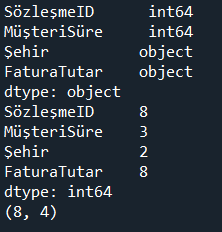 SözleşmeID int64
MüşteriSüre int64
Şehir object
FaturaTutar object
dtype: object
SözleşmeID 8
MüşteriSüre 3
Şehir 2
FaturaTutar 8
dtype: int64
(8, 4)